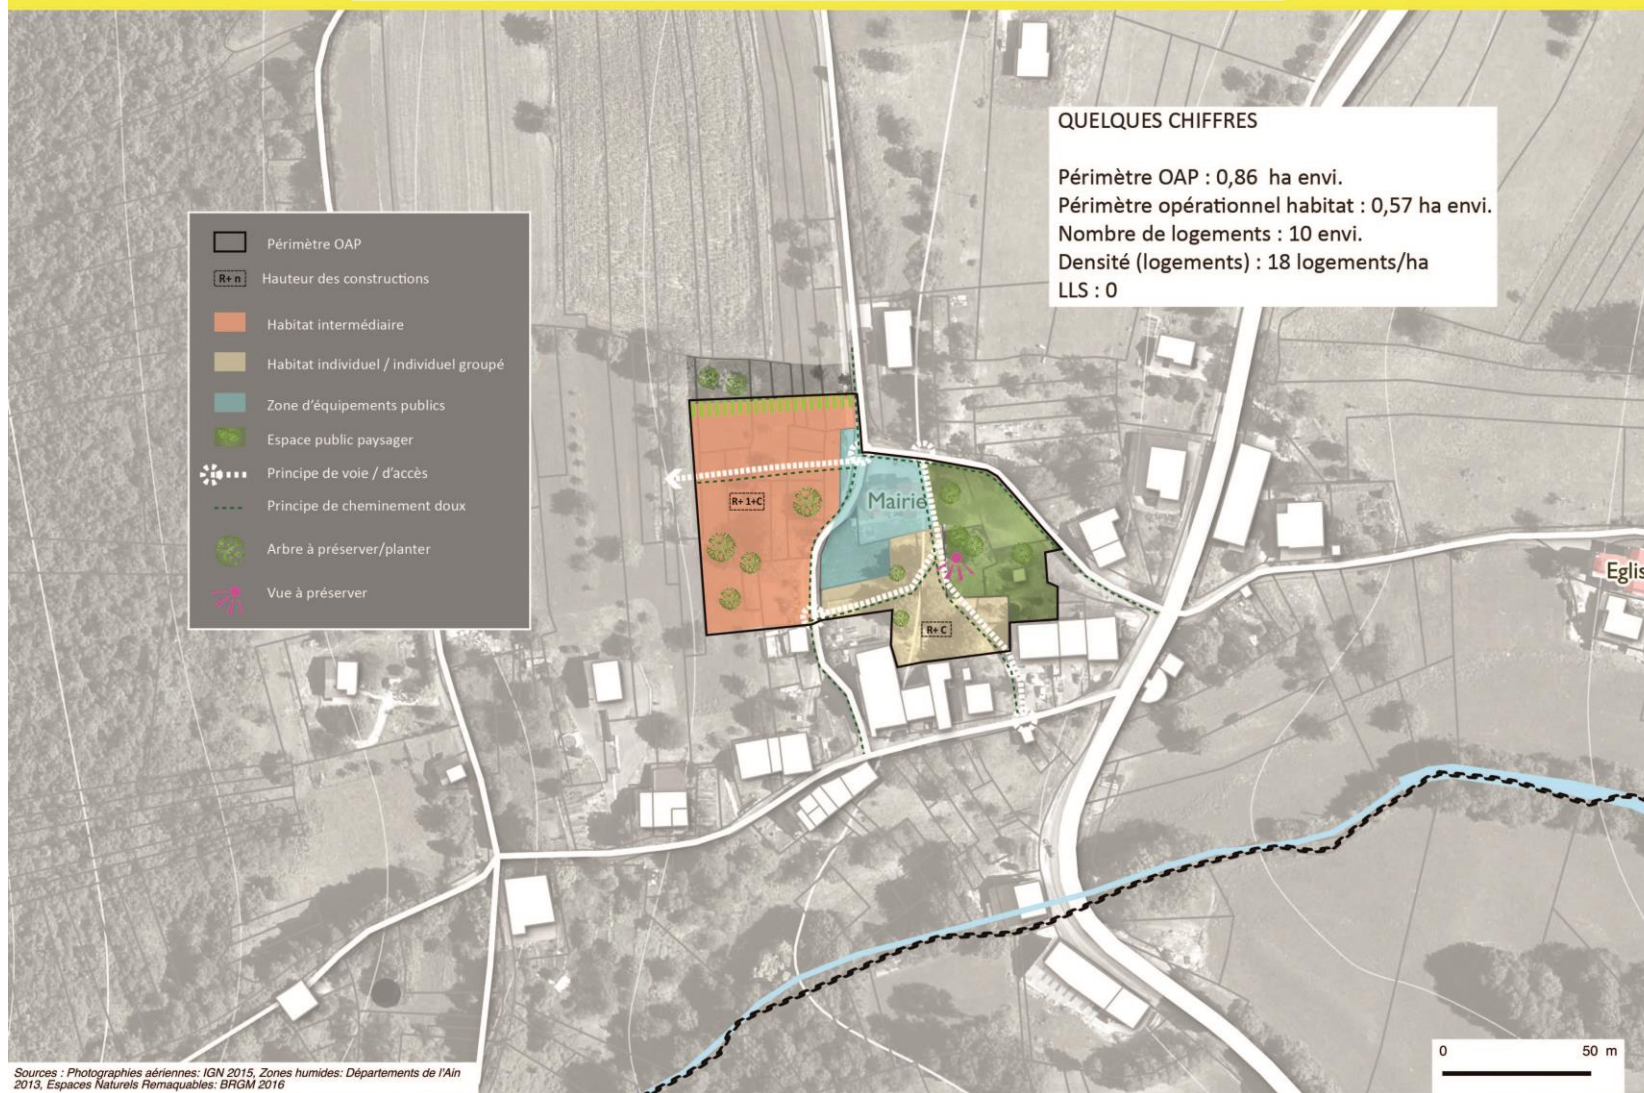 QUELQUES CHIFFRES
Périmètre OAP : 0,86 ha envi.
Périmètre opérationnel habitat : 0,57 ha envi.
Nombre de logements : 10 envi.
Densité (logements) : 18 logements/ha
LLS : 0
Périmètre OAP
R+ n Hauteur des constructions
Habitat intermédiaire
Habitat individuel / individuel groupé
Zone d'équipements publics
Espace public paysager
Principe de voie / d'accès
Principe de cheminement doux
Arbre à préserver/planter
Vue à préserver
R+ 1+C
Mairie
R+ C
Eglis
0 50 m
Sources : Photographies aériennes: IGN 2015, Zones humides: Départements de l'Ain
2013, Espaces Naturels Remaquables: BRGM 2016